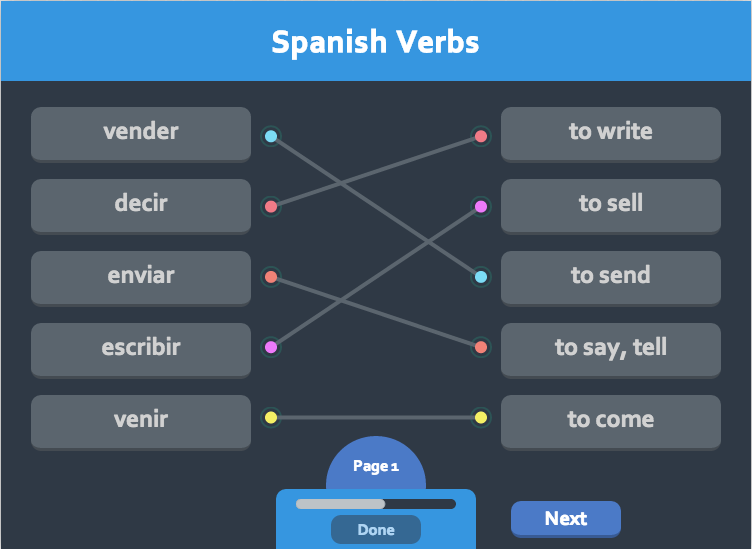 Spanish Verbs
vender
to write
decir
to sell
enviar
to send
escribir
to say, tell
venir
to come
Page 1
Done
Next